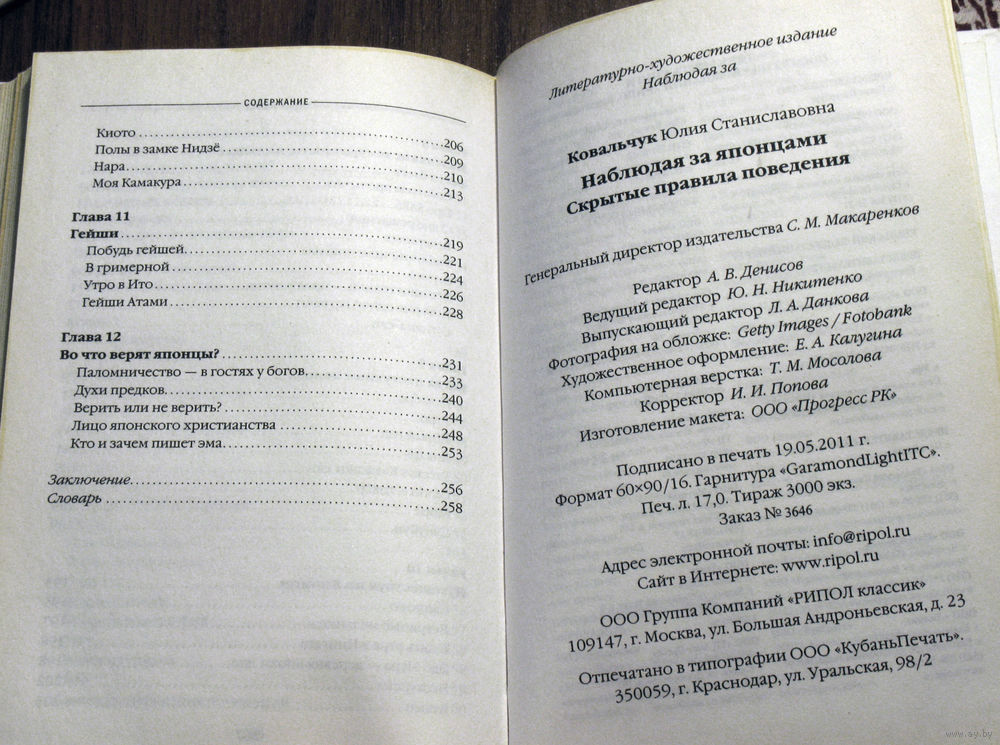 СОДЕРЖАНИЕ
Киото 206
Полы в замке Нидзё 209
Нара 210
Моя Камакура 213
Глава 11
Гейши 219
Побудь гейшей 221
В гримерной 224
Утро в Ито 226
Гейши Атами 228
Глава 12
Во что верят японцы? 231
Паломничество — в гостях у богов 233
Духи предков 240
Верить или не верить? 244
Лицо японского христианства 248
Кто и зачем пишет эма 253
Заключение 256
Словарь 258
Литературно-художественное издание
Наблюдая за
Ковальчук Юлия Станиславовна
Наблюдая за японцами
Скрытые правила поведения
Генеральный директор издательства С. М. Макаренков
Редактор А. В. Денисов
Ведущий редактор Ю. Н. Никитенко
Выпускающий редактор Л. А. Данкова
Фотография на обложке: Getty Images / Fotobank
Художественное оформление: Е. А. Калугина
Компьютерная верстка: Т. М. Мосолова
Корректор И. И. Попова
Изготовление макета: ООО «Прогресс РК»
Подписано в печать 19.05.2011 г.
Формат 60×90/16. Гарнитура «GaramondLightITC».
Печ. л. 17,0. Тираж 3000 экз.
Заказ № 3646
Адрес электронной почты: info@ripol.ru
Сайт в Интернете: www.ripol.ru
ООО Группа Компаний «РИПОЛ классик»
109147, г. Москва, ул. Большая Андроньевская, д. 23
Отпечатано в типографии ООО «КубаньПечать».
350059, г. Краснодар, ул. Уральская, 98/2
www.ay.by